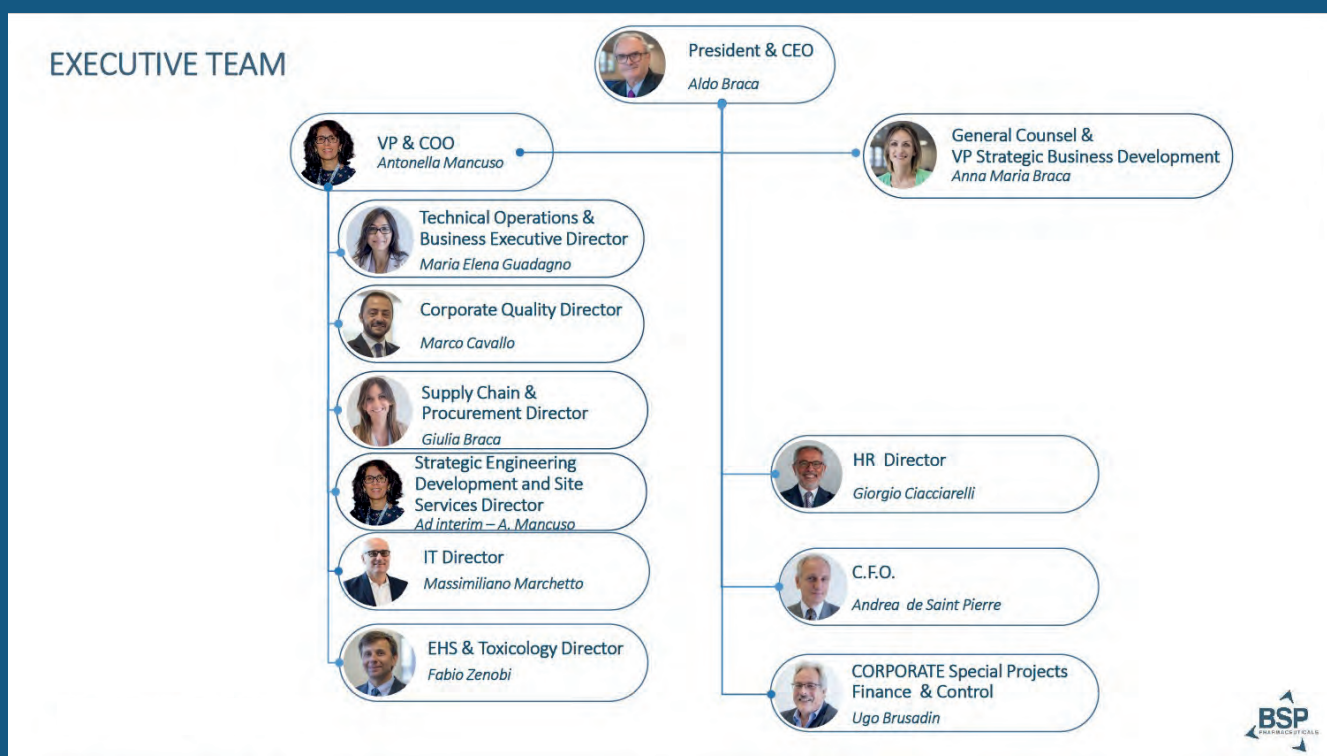 EXECUTIVE TEAM
President & CEO
Aldo Braca
VP & COO
Antonella Mancuso
General Counsel &
VP Strategic Business Development
Anna Maria Braca
Technical Operations &
Business Executive Director
Maria Elena Guadagno
Corporate Quality Director
Marco Cavallo
Supply Chain &
Procurement Director
Giulia Braca
Strategic Engineering
Development and Site
Services Director
Ad interim – A. Mancuso
IT Director
Massimiliano Marchetto
EHS & Toxicology Director
Fabio Zenobi
HR Director
Giorgio Ciacciarelli
C.F.O.
Andrea de Saint Pierre
CORPORATE Special Projects
Finance & Control
Ugo Brusadin
BSP
PHARMACEUTICALS